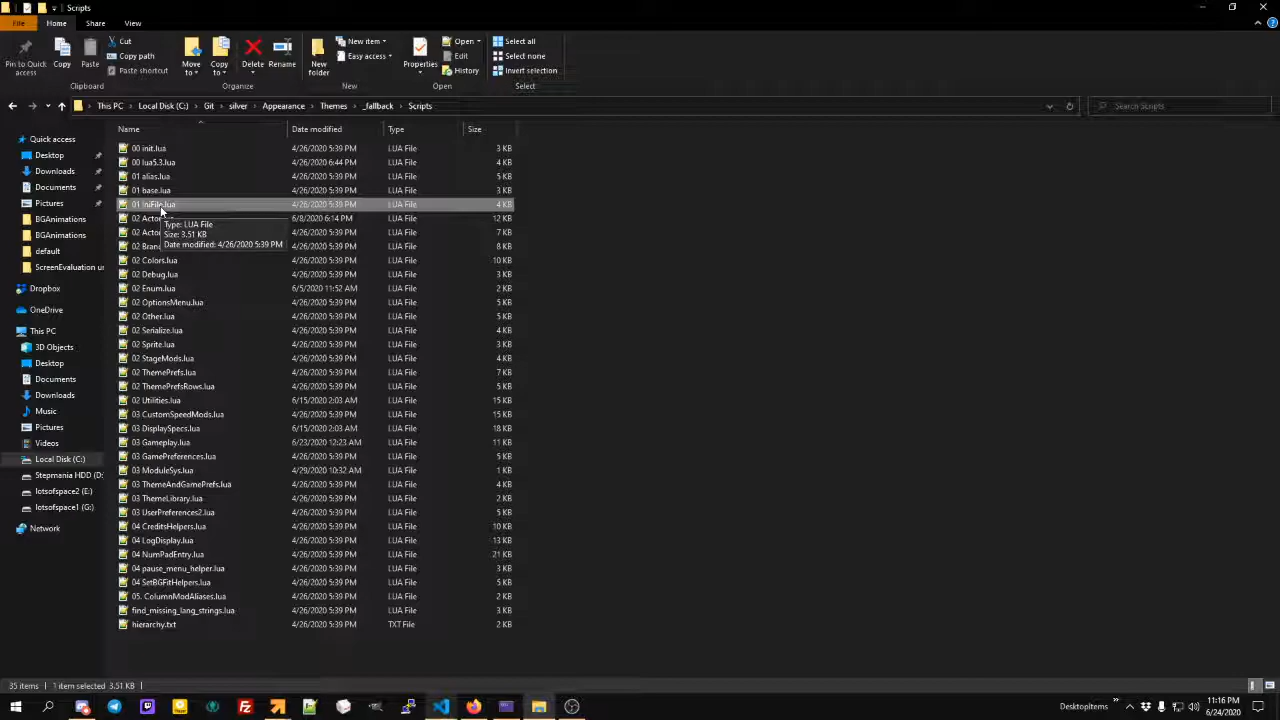 Scripts
File Home Share View
Pin to Quick access
Copy
Paste
Cut
Copy path
Paste shortcut
Clipboard
Move to
Copy to
Delete
Rename
Organize
New folder
New item
Easy access
New
Properties
Open
Edit
History
Open
Select all
Select none
Invert selection
Select
This PC Local Disk (C:) Git silver Appearance Themes _fallback Scripts
Search Scripts
Quick access
Desktop
Downloads
Documents
Pictures
BGAnimations
BGAnimations
default
ScreenEvaluation
Dropbox
OneDrive
This PC
3D Objects
Desktop
Documents
Downloads
Music
Pictures
Videos
Local Disk (C:)
Stepmania HDD (D:
lotsofspace2 (E:)
lotsofspace1 (G:)
Network
Name Date modified Type Size
00 init.lua 4/26/2020 5:39 PM LUA File 3 KB
00 lua5.3.lua 4/26/2020 6:44 PM LUA File 2 KB
01 alias.lua 4/26/2020 5:39 PM LUA File 5 KB
01 base.lua 4/26/2020 5:39 PM LUA File 3 KB
01 IniFile.lua 4/26/2020 5:39 PM LUA File 4 KB
02 Actor 6/8/2020 6:14 PM LUA File 12 KB
02 Acto 4/26/2020 5:39 PM LUA File 7 KB
02 Bran 4/26/2020 5:39 PM LUA File 8 KB
Type: LUA File
Size: 3.51 KB
Date modified: 4/26/2020 5:39 PM
02 Colors.lua 4/26/2020 5:39 PM LUA File 10 KB
02 Debug.lua 4/26/2020 5:39 PM LUA File 3 KB
02 Enum.lua 6/5/2020 11:52 AM LUA File 2 KB
02 OptionsMenu.lua 4/26/2020 5:39 PM LUA File 5 KB
02 Other.lua 4/26/2020 5:39 PM LUA File 5 KB
02 Serialize.lua 4/26/2020 5:39 PM LUA File 4 KB
02 Sprite.lua 4/26/2020 5:39 PM LUA File 3 KB
02 StageMods.lua 4/26/2020 5:39 PM LUA File 4 KB
02 ThemePrefs.lua 4/26/2020 5:39 PM LUA File 7 KB
02 ThemePrefsRows.lua 4/26/2020 5:39 PM LUA File 5 KB
02 Utilities.lua 6/15/2020 2:03 AM LUA File 15 KB
03 CustomSpeedMods.lua 4/26/2020 5:39 PM LUA File 15 KB
03 DisplaySpecs.lua 6/15/2020 2:03 AM LUA File 18 KB
03 Gameplay.lua 6/23/2020 12:23 AM LUA File 11 KB
03 GamePreferences.lua 4/26/2020 5:39 PM LUA File 5 KB
03 ModuleSys.lua 4/29/2020 10:32 AM LUA File 1 KB
03 ThemeAndGamePrefs.lua 4/26/2020 5:39 PM LUA File 4 KB
03 ThemeLibrary.lua 4/26/2020 5:39 PM LUA File 2 KB
03 UserPreferences2.lua 4/26/2020 5:39 PM LUA File 5 KB
04 CreditsHelpers.lua 4/26/2020 5:39 PM LUA File 10 KB
04 LogDisplay.lua 4/26/2020 5:39 PM LUA File 13 KB
04 NumPadEntry.lua 4/26/2020 5:39 PM LUA File 21 KB
04 pause_menu_helper.lua 4/26/2020 5:39 PM LUA File 3 KB
04 SetBGFitHelpers.lua 4/26/2020 5:39 PM LUA File 5 KB
05. ColumnModAliases.lua 4/26/2020 5:39 PM LUA File 2 KB
find_missing_lang_strings.lua 4/26/2020 5:39 PM LUA File 3 KB
hierarchy.txt 4/26/2020 5:39 PM TXT File 2 KB
35 items 1 item selected 3.51 KB
DesktopItems
11:16 PM
6/24/2020